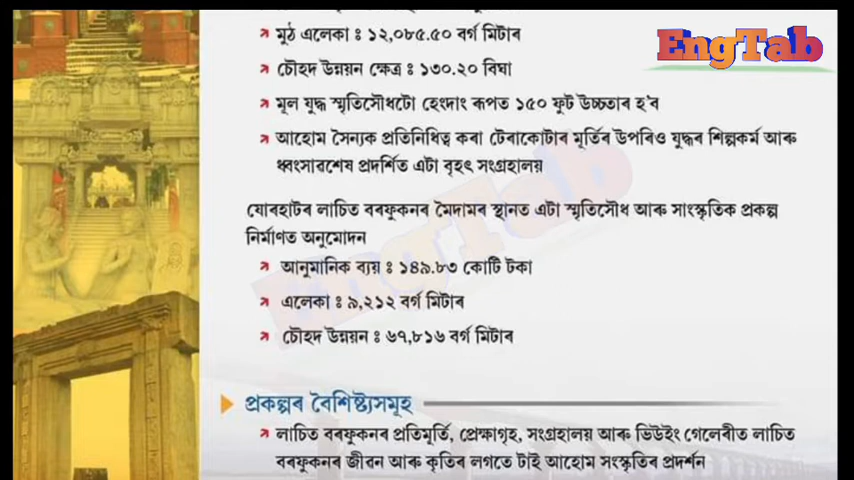 EngTab
মুঠ এলেকা ঃ ১২,০৮৫.৫০ বৰ্গ মিটাৰ
চৌহদ উন্নয়ন ক্ষেত্ৰ ঃ ১৩০.২০ বিঘা
মূল যুদ্ধ স্মৃতিসৌধটো হেংদাং ৰূপত ১৫০ ফুট উচ্চতাৰ হ'ব
আহোম সৈন্যক প্ৰতিনিধিত্ব কৰা টেৰাকোটাৰ মূৰ্তিৰ উপৰিও যুদ্ধৰ শিল্পকৰ্ম আৰু
ধ্বংসাৱশেষ প্ৰদৰ্শিত এটা বৃহৎ সংগ্ৰহালয়
যোৰহাটৰ লাচিত বৰফুকনৰ মৈদামৰ স্থানত এটা স্মৃতিসৌধ আৰু সাংস্কৃতিক প্ৰকল্প
নিৰ্মাণত অনুমোদন
আনুমানিক ব্যয় ঃ ১৪৯.৮৩ কোটি টকা
এলেকা ঃ ৯,২১২ বৰ্গ মিটাৰ
চৌহদ উন্নয়ন ঃ ৬৭,৮১৬ বৰ্গ মিটাৰ
প্ৰকল্পৰ বৈশিষ্ট্যসমূহ
লাচিত বৰফুকনৰ প্ৰতিমূৰ্তি, প্ৰেক্ষাগৃহ, সংগ্ৰহালয় আৰু ভিউইং গেলেৰীত লাচিত
বৰফুকনৰ জীৱন আৰু কৃতিৰ লগতে টাই আহোম সংস্কৃতিৰ প্ৰদৰ্শন
EngTab